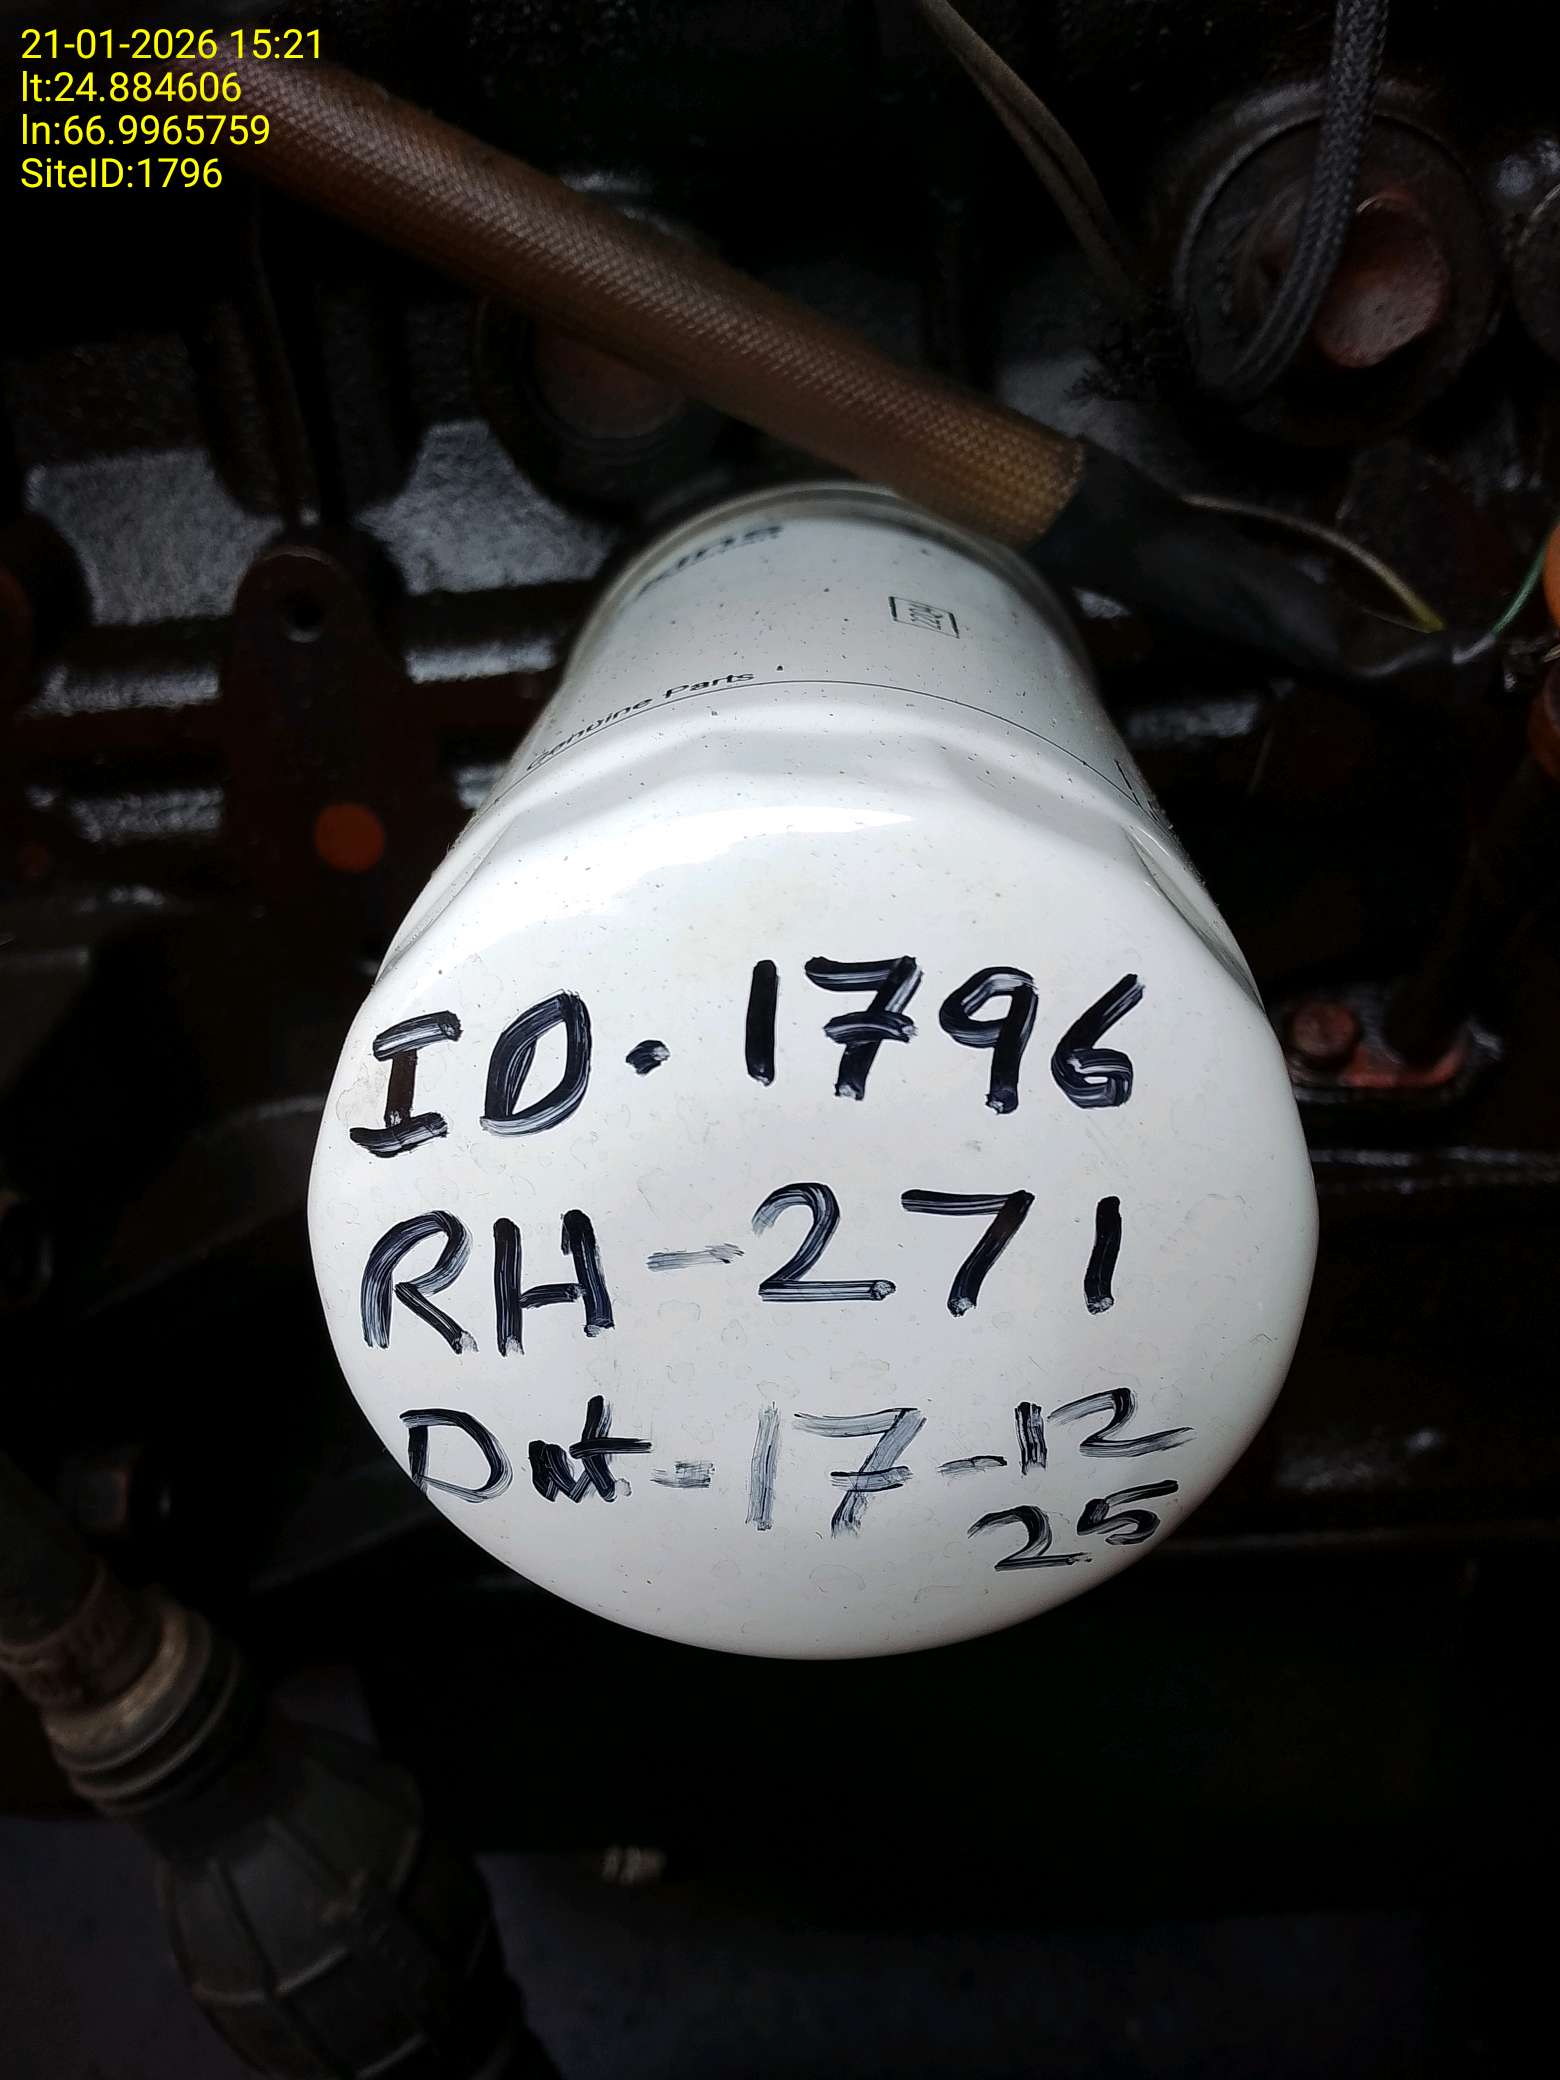 21-01-2026 15:21
lt:24.884606
ln:66.9965759
SiteID:1796
Genuine Parts
ID.1796
RH-271
Dat-17-12
25